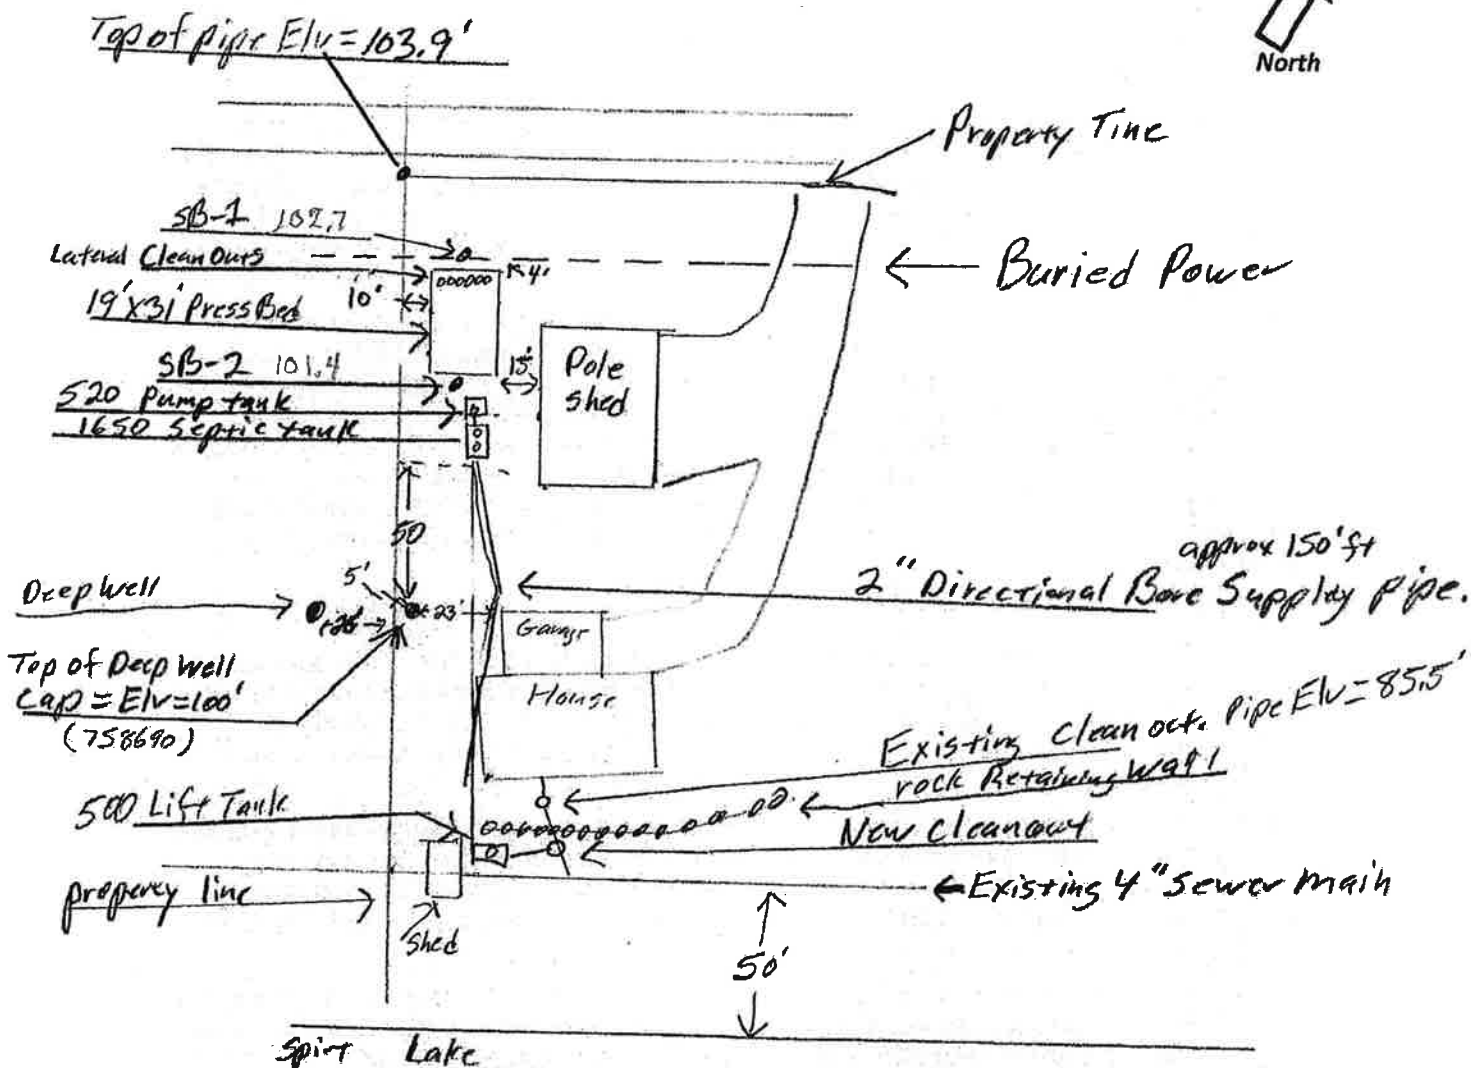 Top of pipe Elv=103.9'
North
Property Tine
SB-1 102.7
Lateral Clean Outs
Buried Power
10'
19'X31' Press Bed
SB-2 101.4
15'
Pole
shed
520 Pump tank
1650 Septic tank
50
approx 150'ft
2" Directional Bore Supplay pipe.
5'
Deep Well
23'
Garage
Top of Deep Well
Cap = Elv=100'
(758690)
House
Existing Clean out. Pipe Elv=85.5'
rock Retaining Wall
500 Lift Tank
New Cleanout
Existing 4" Sewer main
property line
Shed
50'
Spirt Lake